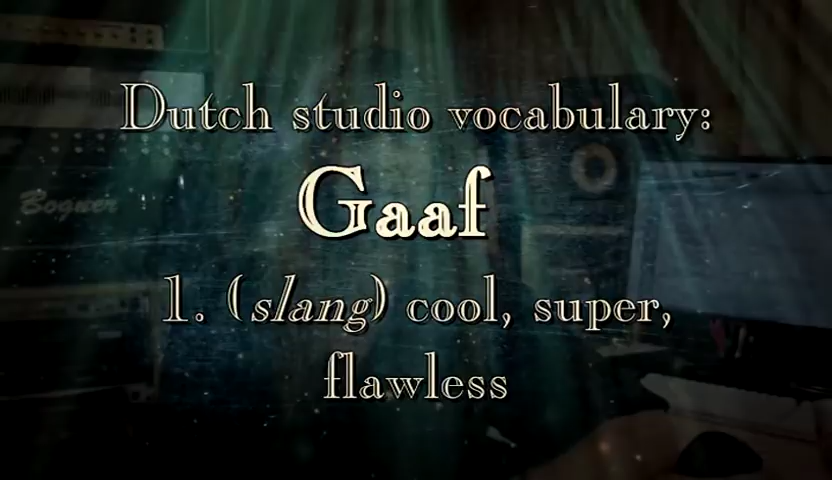 Dutch studio vocabulary:
Gaaf
Bogner
1. (slang) cool, super,
flawless